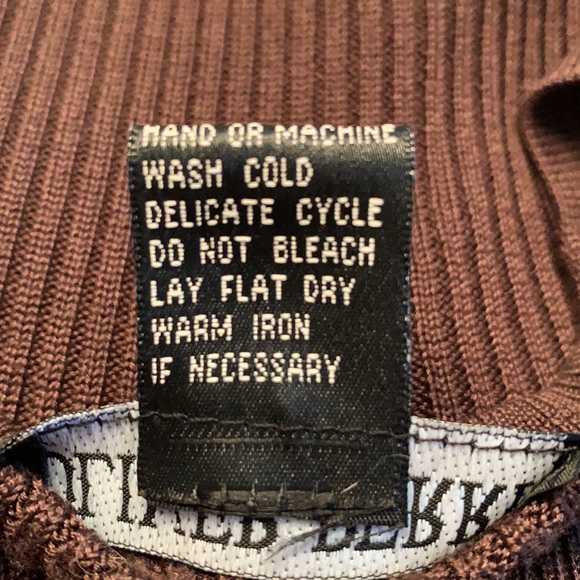 HAND OR MACHINE
WASH COLD
DELICATE CYCLE
DO NOT BLEACH
LAY FLAT DRY
WARM IRON
IF NECESSARY